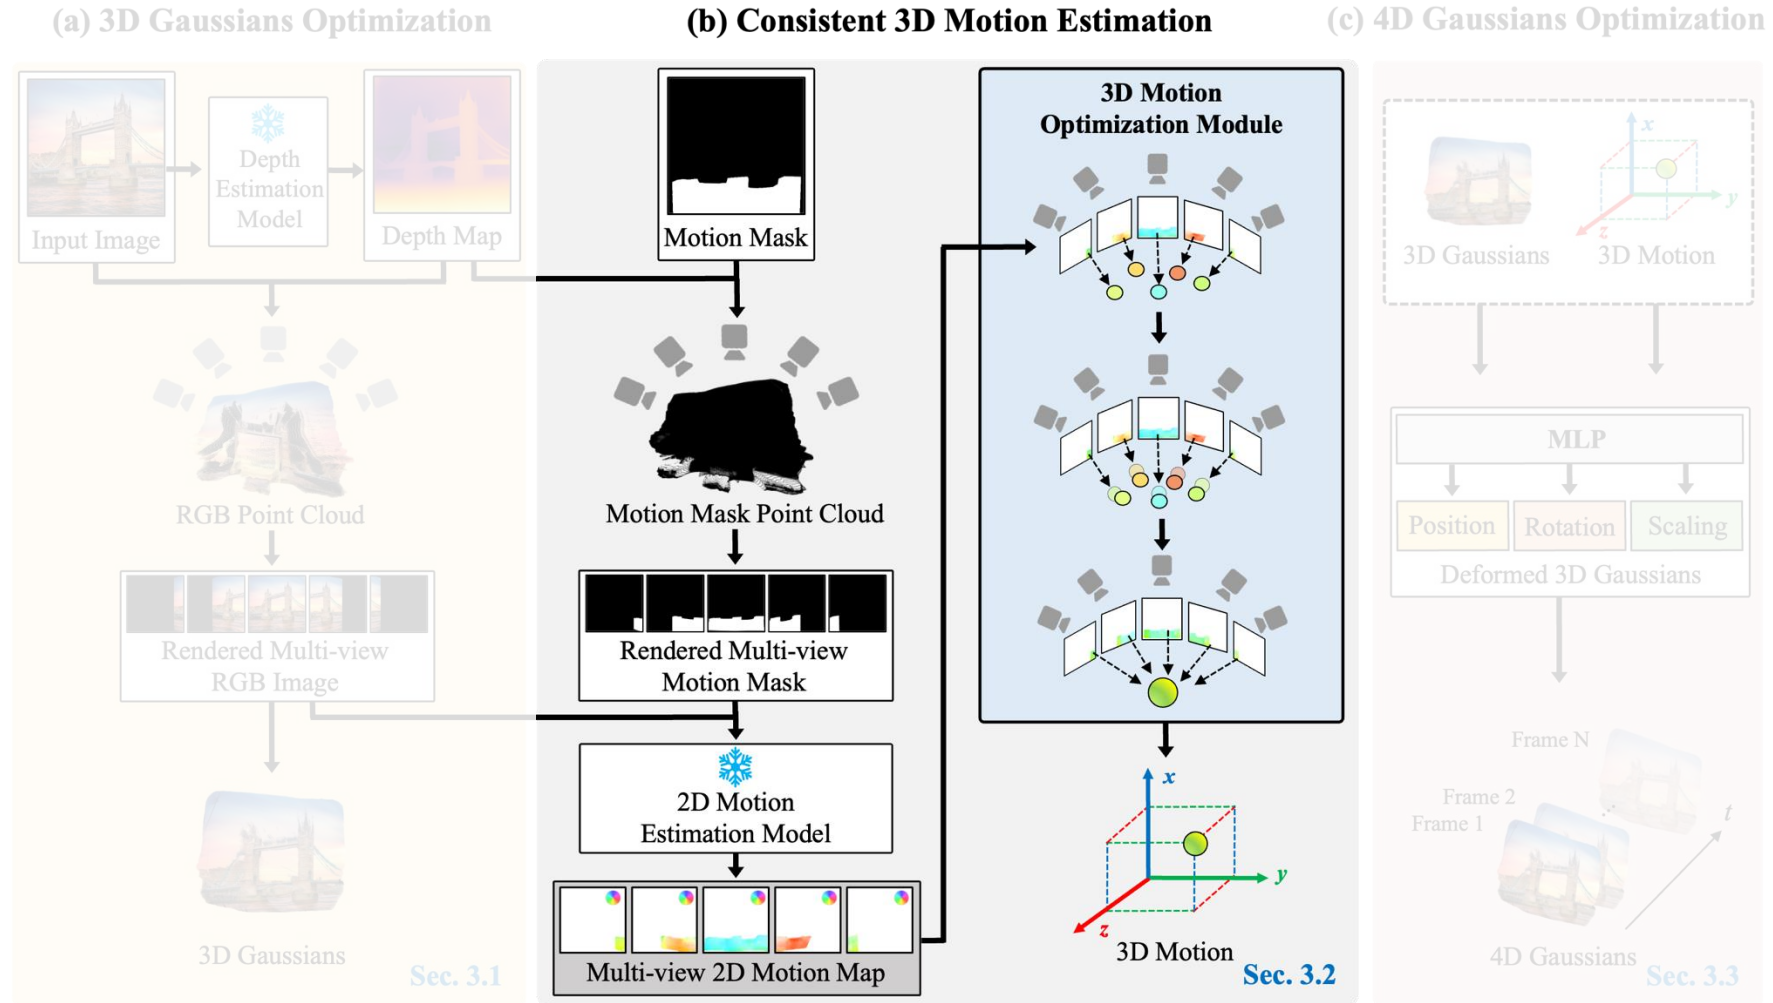 (a) 3D Gaussians Optimization
Input Image
Depth
Estimation
Model
Depth Map
RGB Point Cloud
Rendered Multi-view
RGB Image
3D Gaussians
Sec. 3.1
(b) Consistent 3D Motion Estimation
Motion Mask
Motion Mask Point Cloud
Rendered Multi-view
Motion Mask
2D Motion
Estimation Model
Multi-view 2D Motion Map
3D Motion
Optimization Module
x
y
z
3D Motion
Sec. 3.2
(c) 4D Gaussians Optimization
x
y
z
3D Gaussians
3D Motion
MLP
Position
Rotation
Scaling
Deformed 3D Gaussians
Frame N
Frame 2
Frame 1
t
4D Gaussians
Sec. 3.3